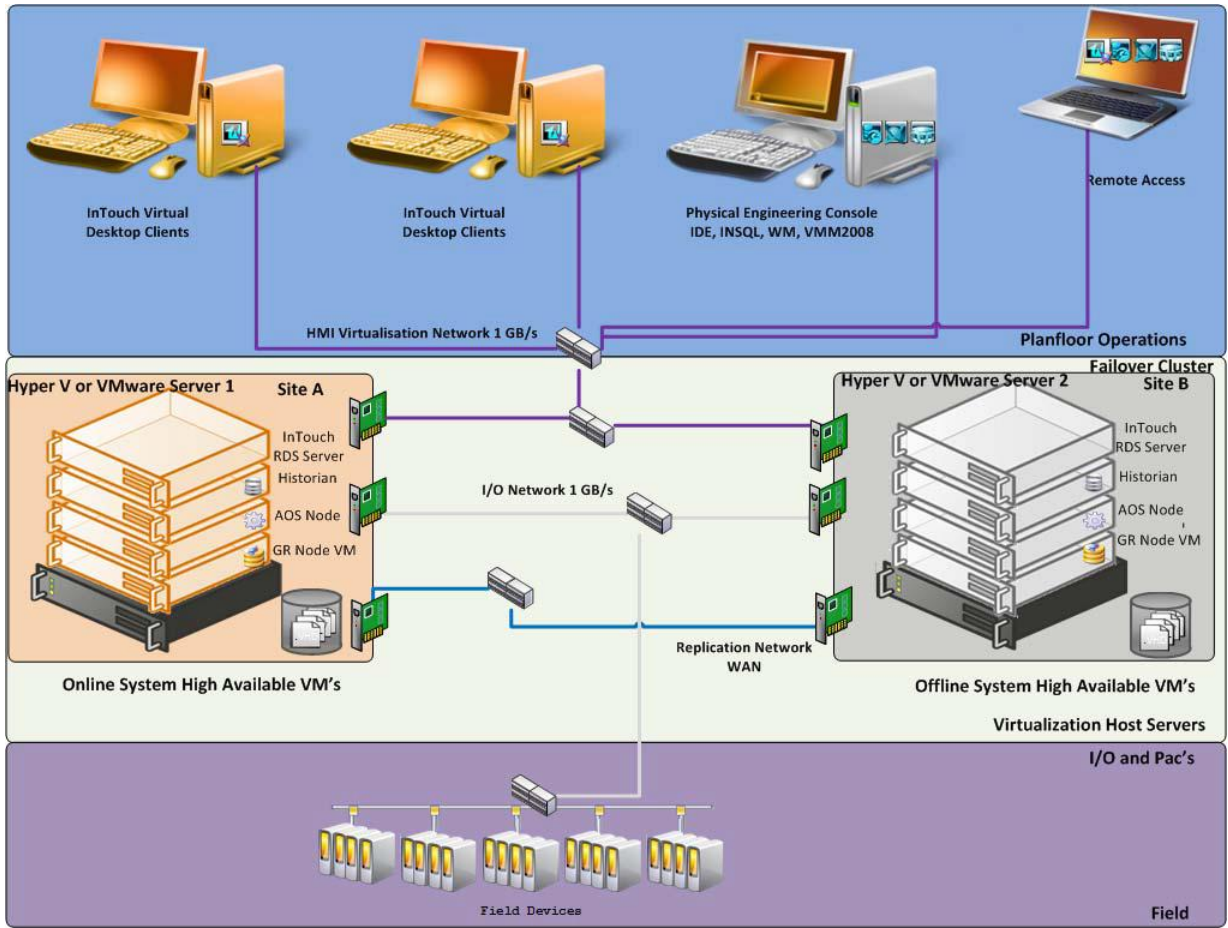 Remote Access
InTouch Virtual
Desktop Clients
InTouch Virtual
Desktop Clients
Physical Engineering Console
IDE, INSQL, WM, VMM2008
HMI Virtualisation Network 1 GB/s
Planfloor Operations
Failover Cluster
Hyper V or VMware Server 1
Site A
InTouch
RDS Server
Historian
AOS Node
GR Node VM
I/O Network 1 GB/s
Replication Network
WAN
Hyper V or VMware Server 2
Site B
InTouch
RDS Server
Historian
AOS Node
GR Node VM
Online System High Available VM's
Offline System High Available VM's
Virtualization Host Servers
I/O and Pac's
Field Devices
Field